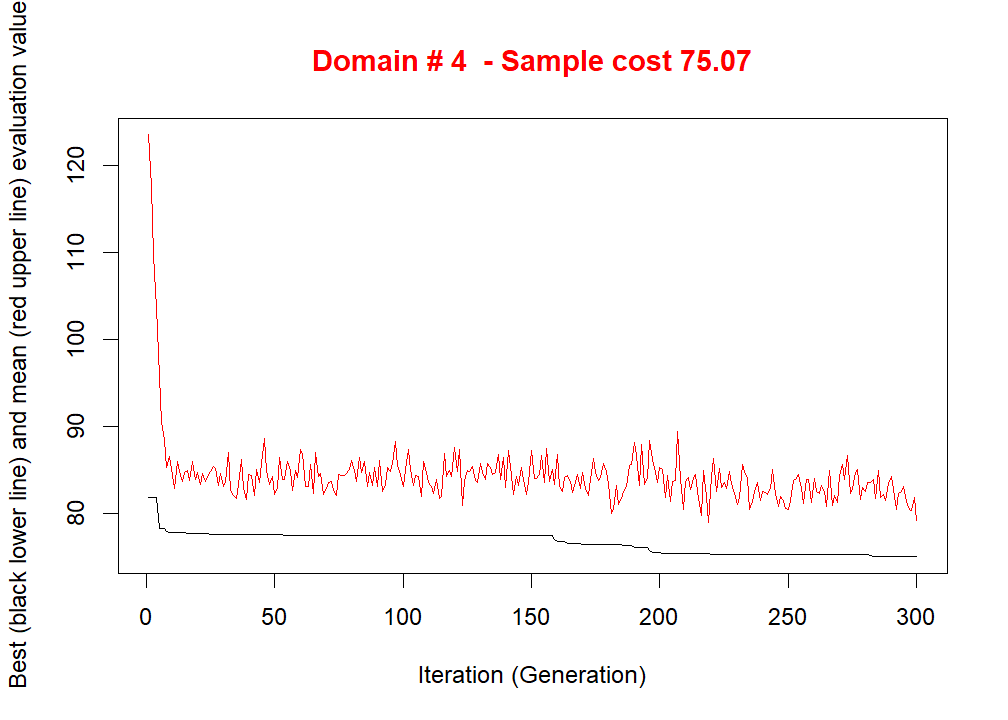 Domain # 4  - Sample cost 75.07
Best (black lower line) and mean (red upper line) evaluation value
120
110
100
90
80
0 50 100 150 200 250 300
Iteration (Generation)